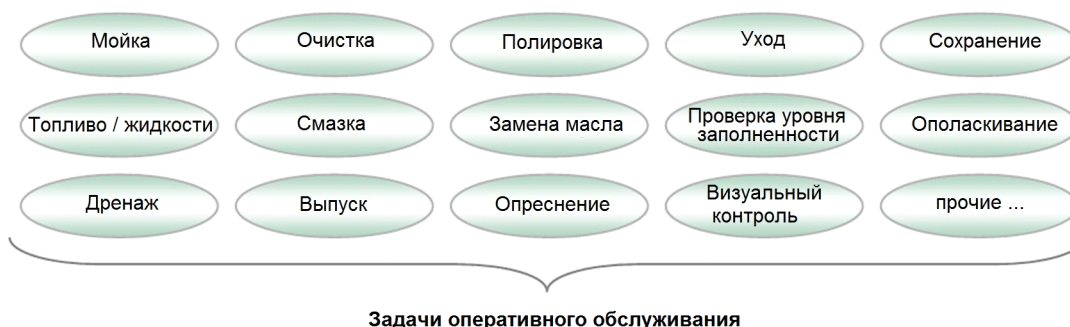 Мойка
Очистка
Полировка
Уход
Сохранение
Топливо / жидкости
Смазка
Замена масла
Проверка уровня
заполненности
Ополаскивание
Дренаж
Выпуск
Опреснение
Визуальный
контроль
прочие ...
Задачи оперативного обслуживания